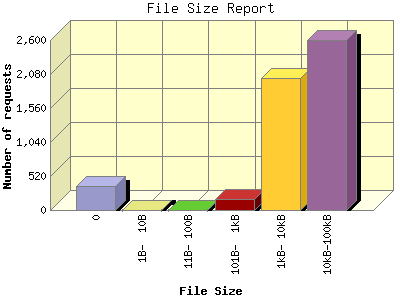 File Size Report
2,600
2,080
1,560
1,040
520
0
Number of requests
0
1B- 10B
11B- 100B
101B- 1kB
1kB- 10kB
10kB-100kB
File Size